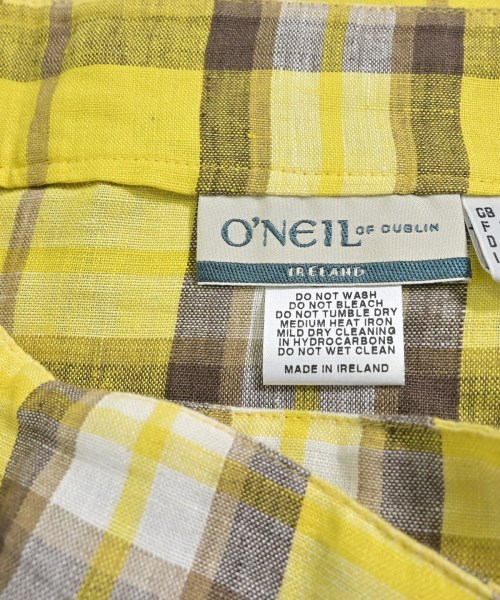 O'NEIL OF DUBLIN
IRELAND
GB
F
D
I
DO NOT WASH
DO NOT BLEACH
DO NOT TUMBLE DRY
MEDIUM HEAT IRON
MILD DRY CLEANING
IN HYDROCARBONS
DO NOT WET CLEAN
MADE IN IRELAND